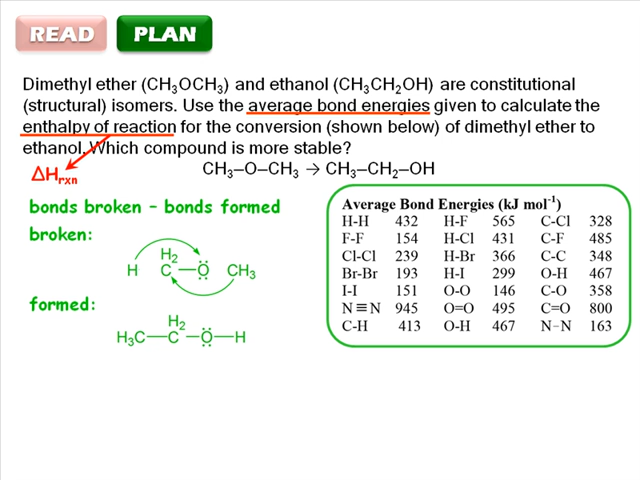 READ PLAN
Dimethyl ether (CH₃OCH₃) and ethanol (CH₃CH₂OH) are constitutional
(structural) isomers. Use the average bond energies given to calculate the
enthalpy of reaction for the conversion (shown below) of dimethyl ether to
ethanol. Which compound is more stable?
CH₃–O–CH₃ → CH₃–CH₂–OH
ΔHrxn
bonds broken – bonds formed
broken:
H₂
H C—O CH₃
formed:
H₂
H₃C—C—O—H
Average Bond Energies (kJ mol⁻¹)
H-H 432 H-F 565 C-Cl 328
F-F 154 H-Cl 431 C-F 485
Cl-Cl 239 H-Br 366 C-C 348
Br-Br 193 H-I 299 O-H 467
I-I 151 O-O 146 C-O 358
N≡N 945 O=O 495 C=O 800
C-H 413 O-H 467 N–N 163